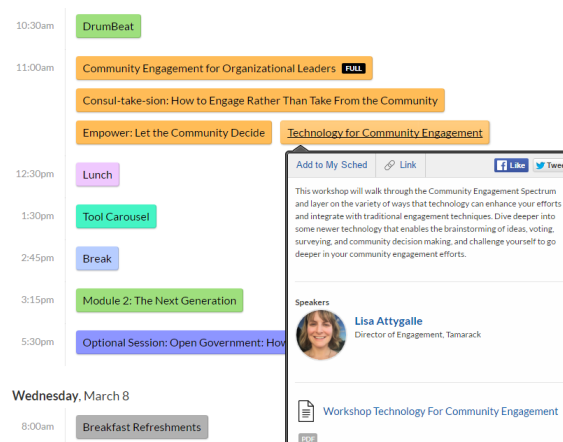 10:30am DrumBeat
11:00am Community Engagement for Organizational Leaders FULL
Consul-take-sion: How to Engage Rather Than Take From the Community
Empower: Let the Community Decide Technology for Community Engagement
Add to My Sched Link Like Twee
This workshop will walk through the Community Engagement Spectrum
and layer on the variety of ways that technology can enhance your efforts
and integrate with traditional engagement techniques. Dive deeper into
some newer technology that enables the brainstorming of ideas, voting,
surveying, and community decision making, and challenge yourself to go
deeper in your community engagement efforts.
Speakers
Lisa Attygalle
Director of Engagement, Tamarack
Workshop Technology For Community Engagement
PDF
12:30pm Lunch
1:30pm Tool Carousel
2:45pm Break
3:15pm Module 2: The Next Generation
5:30pm Optional Session: Open Government: How
Wednesday, March 8
8:00am Breakfast Refreshments